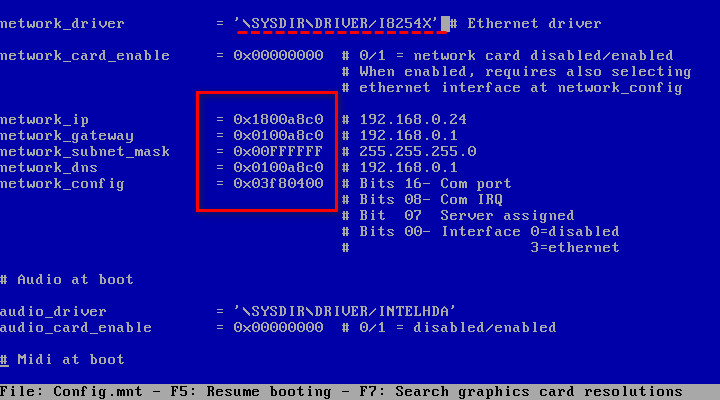 network_driver = '\SYSDIR\DRIVER/I8254X' # Ethernet driver
network_card_enable = 0x00000000 # 0/1 = network card disabled/enabled
# When enabled, requires also selecting
# ethernet interface at network_config
network_ip = 0x1800a8c0 # 192.168.0.24
network_gateway = 0x0100a8c0 # 192.168.0.1
network_subnet_mask = 0x00FFFFFF # 255.255.255.0
network_dns = 0x0100a8c0 # 192.168.0.1
network_config = 0x03f80400 # Bits 16- Com port
# Bits 08- Com IRQ
# Bit 07 Server assigned
# Bits 00- Interface 0=disabled
# 3=ethernet
# Audio at boot
audio_driver = '\SYSDIR\DRIVER/INTELHDA'
audio_card_enable = 0x00000000 # 0/1 = disabled/enabled
# Midi at boot
File: Config.mnt - F5: Resume booting - F7: Search graphics card resolutions